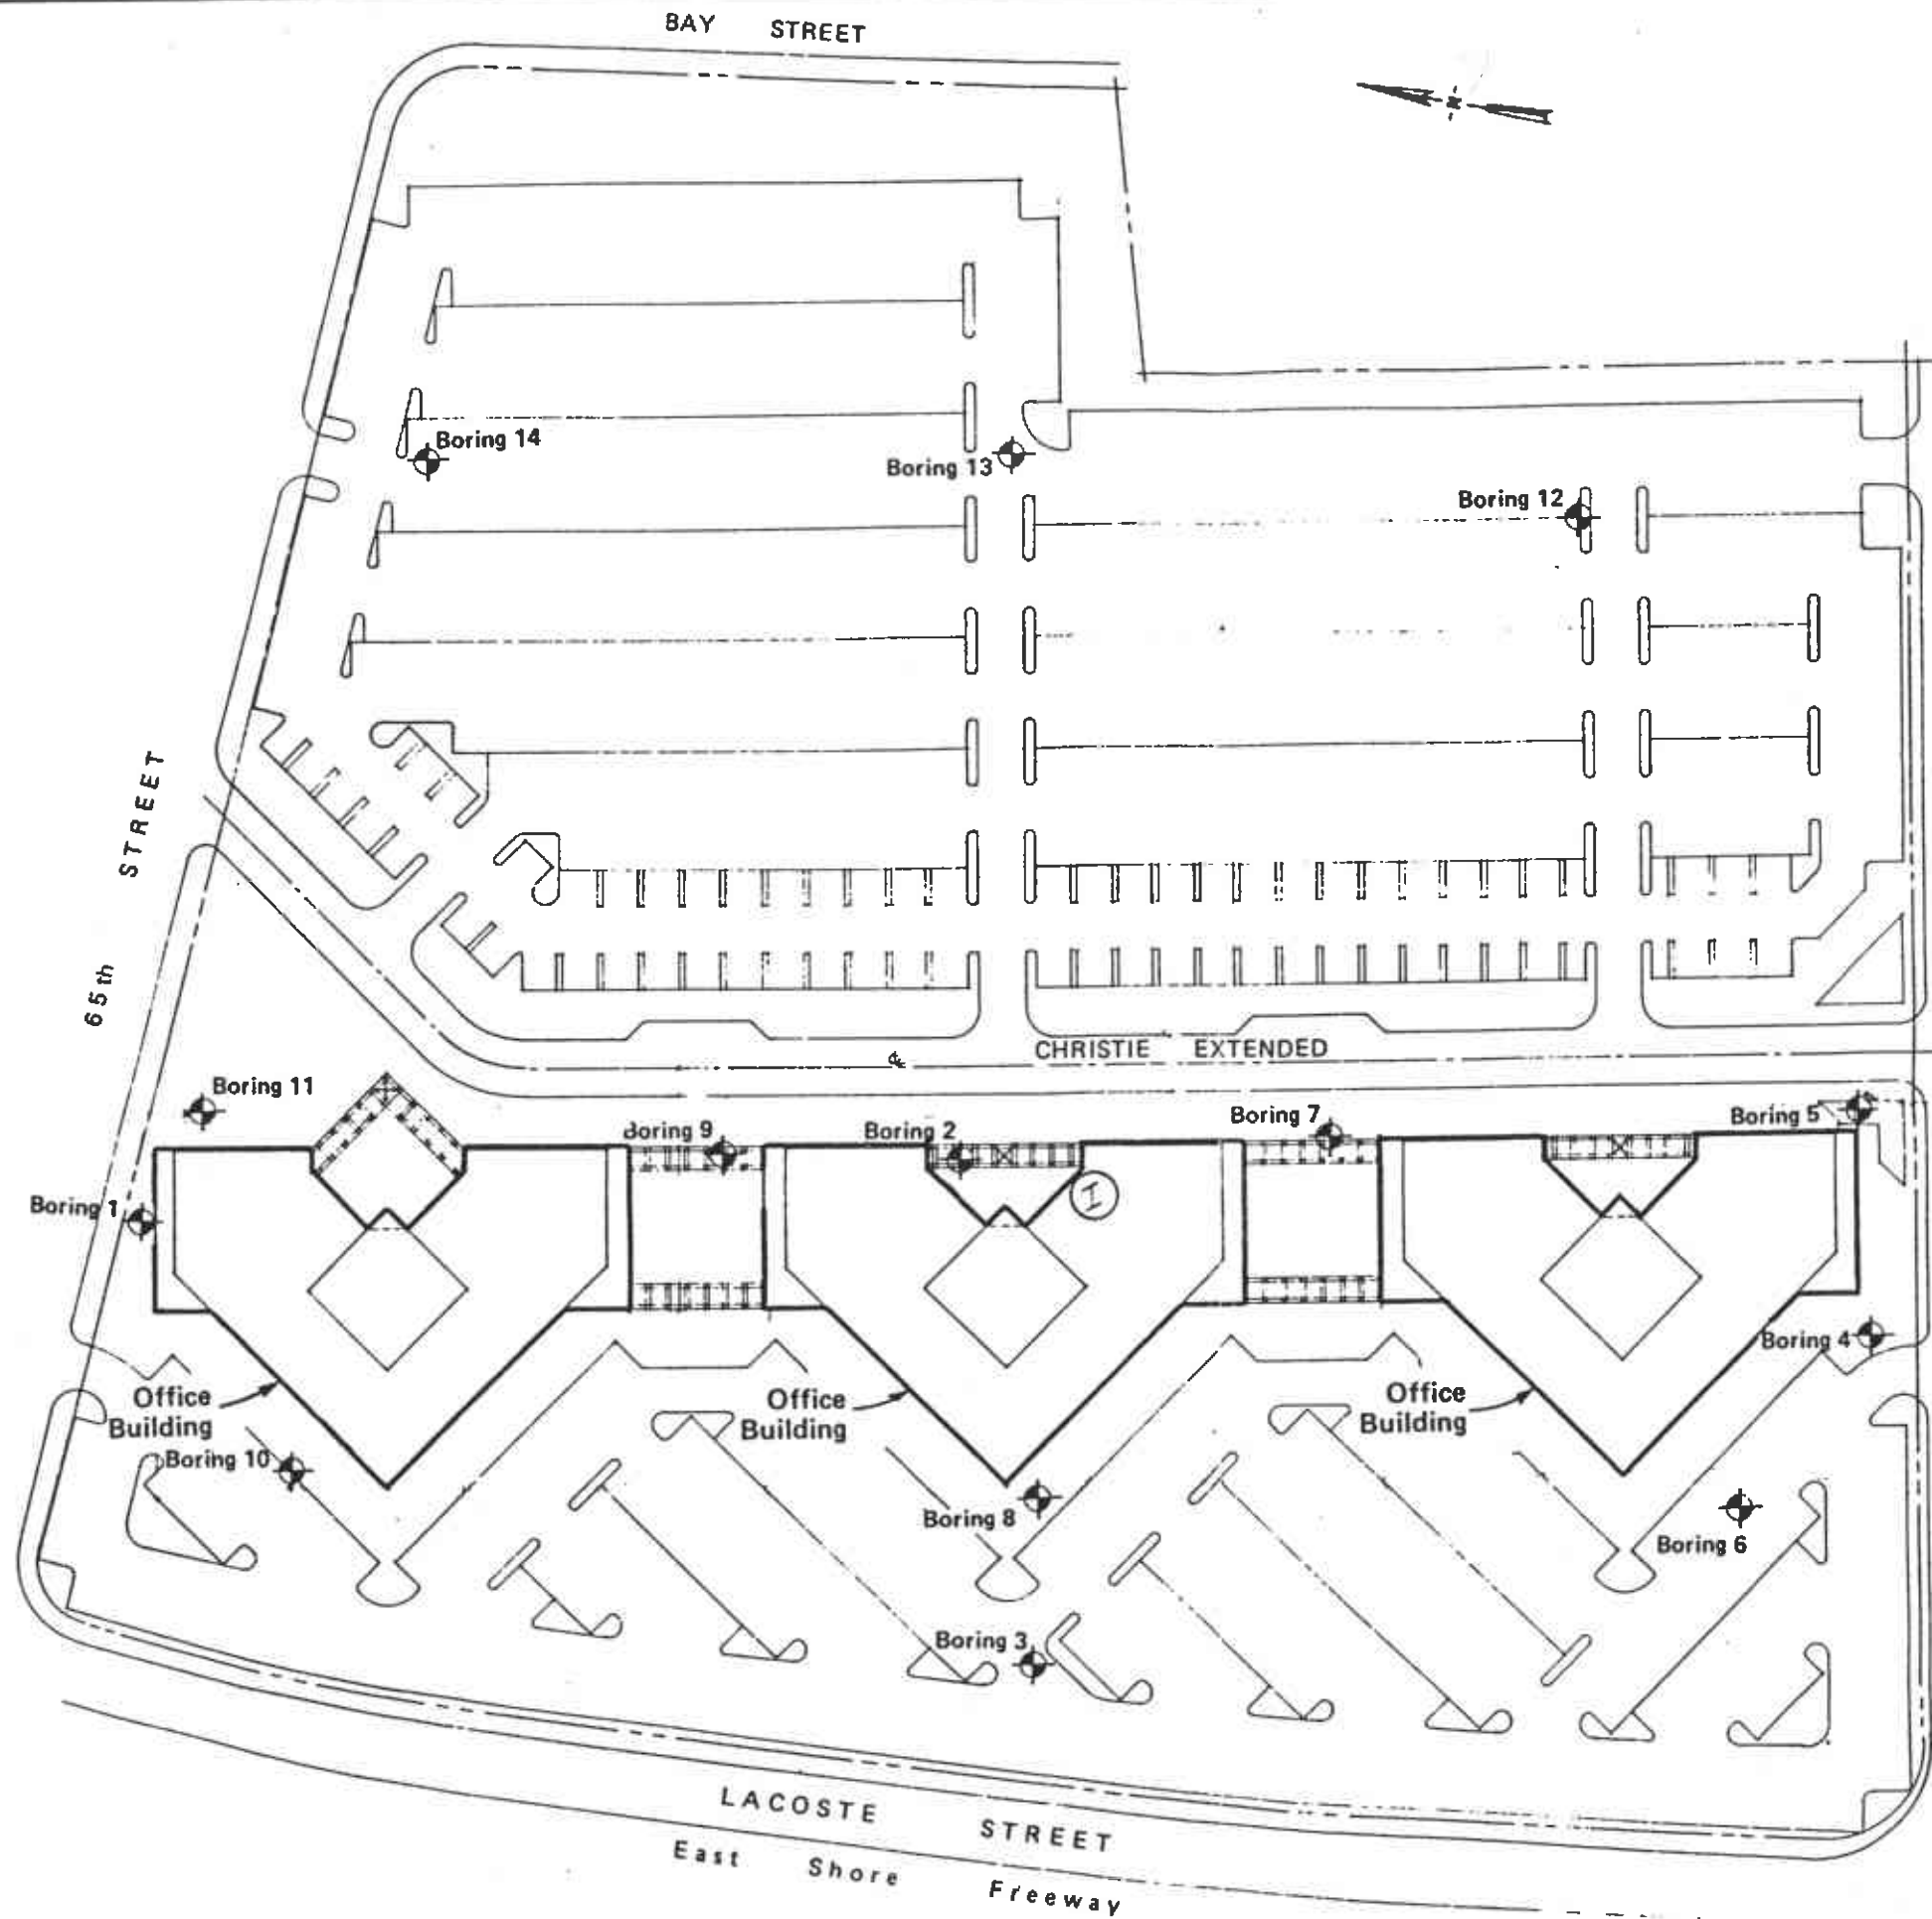 BAY STREET
N
Boring 14
Boring 13
Boring 12
65th STREET
CHRISTIE EXTENDED
Boring 11
Boring 9
Boring 2
Boring 7
Boring 5
Boring 1
I
Boring 4
Office
Building
Office
Building
Office
Building
Boring 10
Boring 8
Boring 6
Boring 3
LACOSTE STREET
East Shore Freeway